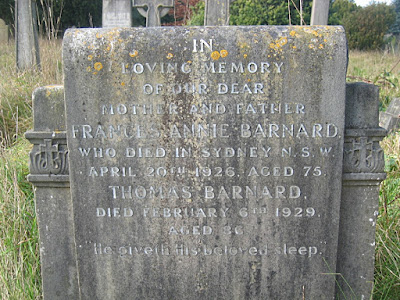 IN
LOVING MEMORY
OF OUR DEAR
MOTHER AND FATHER
FRANCES ANNIE BARNARD,
WHO DIED IN SYDNEY N.S.W.
APRIL 20TH 1926, AGED 75.
THOMAS BARNARD,
DIED FEBRUARY 6TH 1929.
AGED 86
"He giveth His beloved sleep."